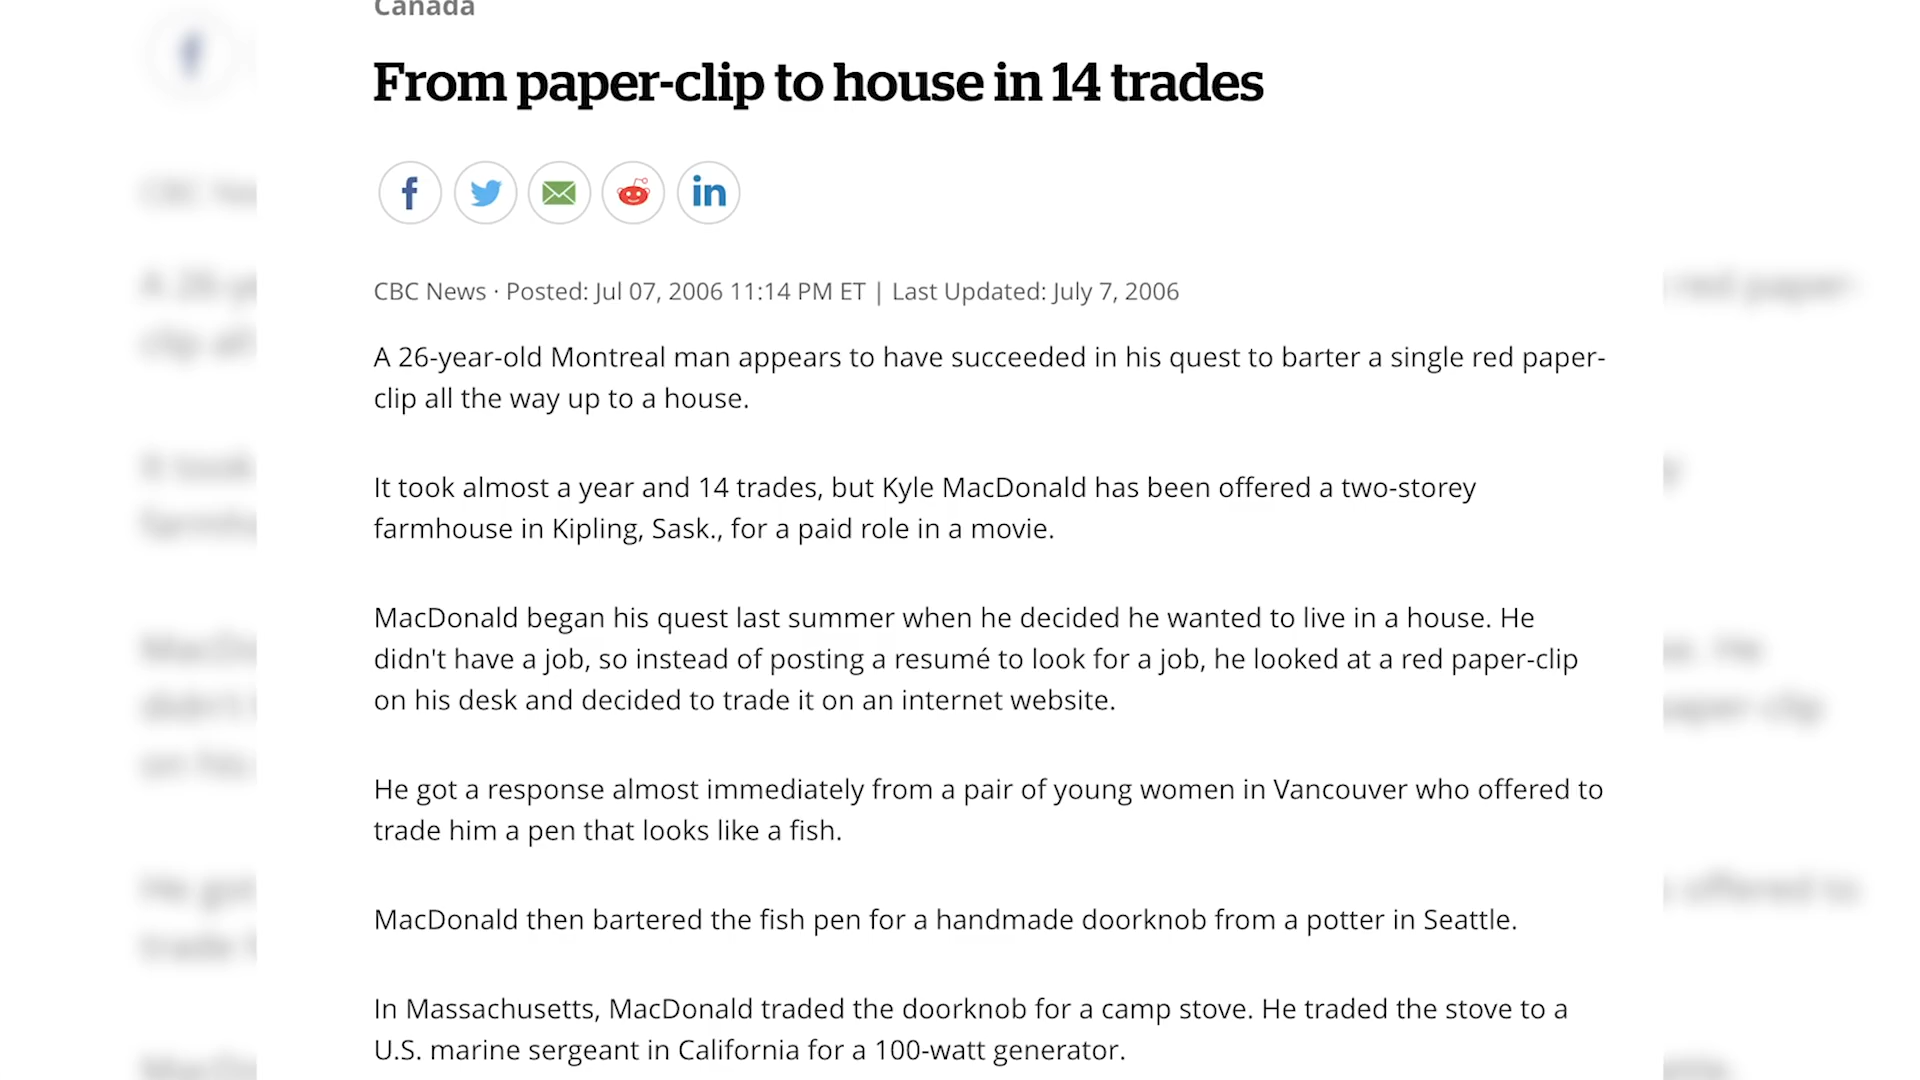 Canada
From paper-clip to house in 14 trades
CBC News · Posted: Jul 07, 2006 11:14 PM ET | Last Updated: July 7, 2006
A 26-year-old Montreal man appears to have succeeded in his quest to barter a single red paper-
clip all the way up to a house.
It took almost a year and 14 trades, but Kyle MacDonald has been offered a two-storey
farmhouse in Kipling, Sask., for a paid role in a movie.
MacDonald began his quest last summer when he decided he wanted to live in a house. He
didn't have a job, so instead of posting a resumé to look for a job, he looked at a red paper-clip
on his desk and decided to trade it on an internet website.
He got a response almost immediately from a pair of young women in Vancouver who offered to
trade him a pen that looks like a fish.
MacDonald then bartered the fish pen for a handmade doorknob from a potter in Seattle.
In Massachusetts, MacDonald traded the doorknob for a camp stove. He traded the stove to a
U.S. marine sergeant in California for a 100-watt generator.